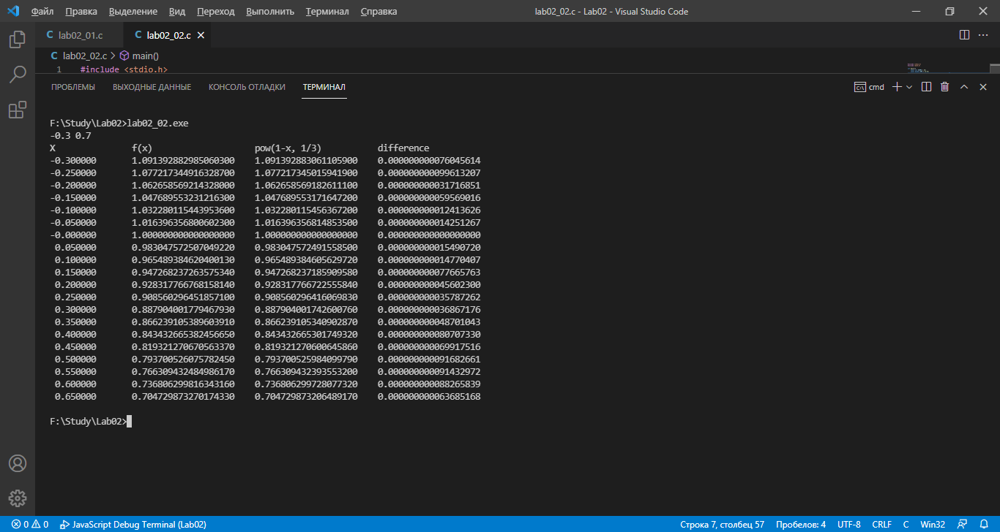 Файл Правка Выделение Вид Переход Выполнить Терминал Справка lab02_02.c - Lab02 - Visual Studio Code
C lab02_01.c C lab02_02.c
C lab02_02.c > main()
1 #include <stdio.h>
ПРОБЛЕМЫ ВЫХОДНЫЕ ДАННЫЕ КОНСОЛЬ ОТЛАДКИ ТЕРМИНАЛ cmd
F:\Study\Lab02>lab02_02.exe
-0.3 0.7
X f(x) pow(1-x, 1/3) difference
-0.300000 1.091392882985060300 1.091392883061105900 0.000000000076045614
-0.250000 1.077217344916328700 1.077217345015941900 0.000000000099613207
-0.200000 1.062658569214328000 1.062658569182611100 0.000000000031716851
-0.150000 1.047689553231216300 1.047689553171647200 0.000000000059569016
-0.100000 1.032280115443953600 1.032280115456367200 0.000000000012413626
-0.050000 1.016396356800602300 1.016396356814853500 0.000000000014251267
-0.000000 1.000000000000000000 1.000000000000000000 0.000000000000000000
0.050000 0.983047572507049220 0.983047572491558500 0.000000000015490720
0.100000 0.965489384620400130 0.965489384605629720 0.000000000014770407
0.150000 0.947268237263575340 0.947268237185909580 0.000000000077665763
0.200000 0.928317766768158140 0.928317766722555840 0.000000000045602300
0.250000 0.908560296451857100 0.908560296416069830 0.000000000035787262
0.300000 0.887904001779467930 0.887904001742600760 0.000000000036867176
0.350000 0.866239105389603910 0.866239105340902870 0.000000000048701043
0.400000 0.843432665382456650 0.843432665301749320 0.000000000080707330
0.450000 0.819321270670563370 0.819321270600645860 0.000000000069917516
0.500000 0.793700526075782450 0.793700525984099790 0.000000000091682661
0.550000 0.766309432484986170 0.766309432393553200 0.000000000091432972
0.600000 0.736806299816343160 0.736806299728077320 0.000000000088265839
0.650000 0.704729873270174330 0.704729873206489170 0.000000000063685168
F:\Study\Lab02>
0 0 JavaScript Debug Terminal (Lab02) Строка 7, столбец 57 Пробелов: 4 UTF-8 CRLF C Win32